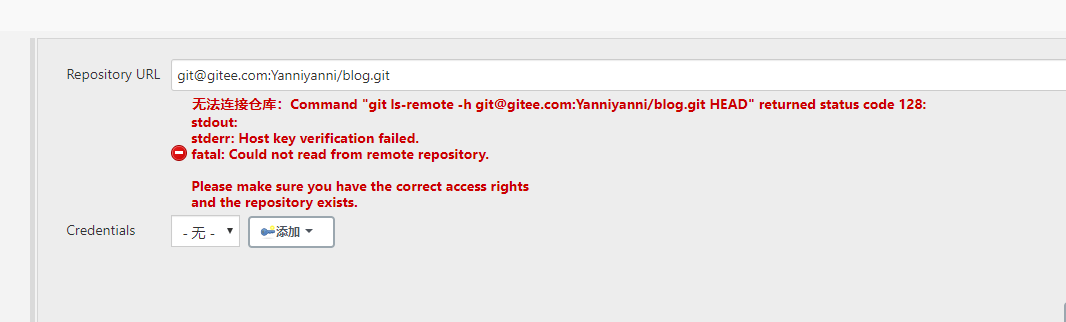 Repository URL git@gitee.com:Yanniyanni/blog.git
无法连接仓库：Command "git ls-remote -h git@gitee.com:Yanniyanni/blog.git HEAD" returned status code 128:
stdout:
stderr: Host key verification failed.
fatal: Could not read from remote repository.
Please make sure you have the correct access rights
and the repository exists.
Credentials - 无 - 添加